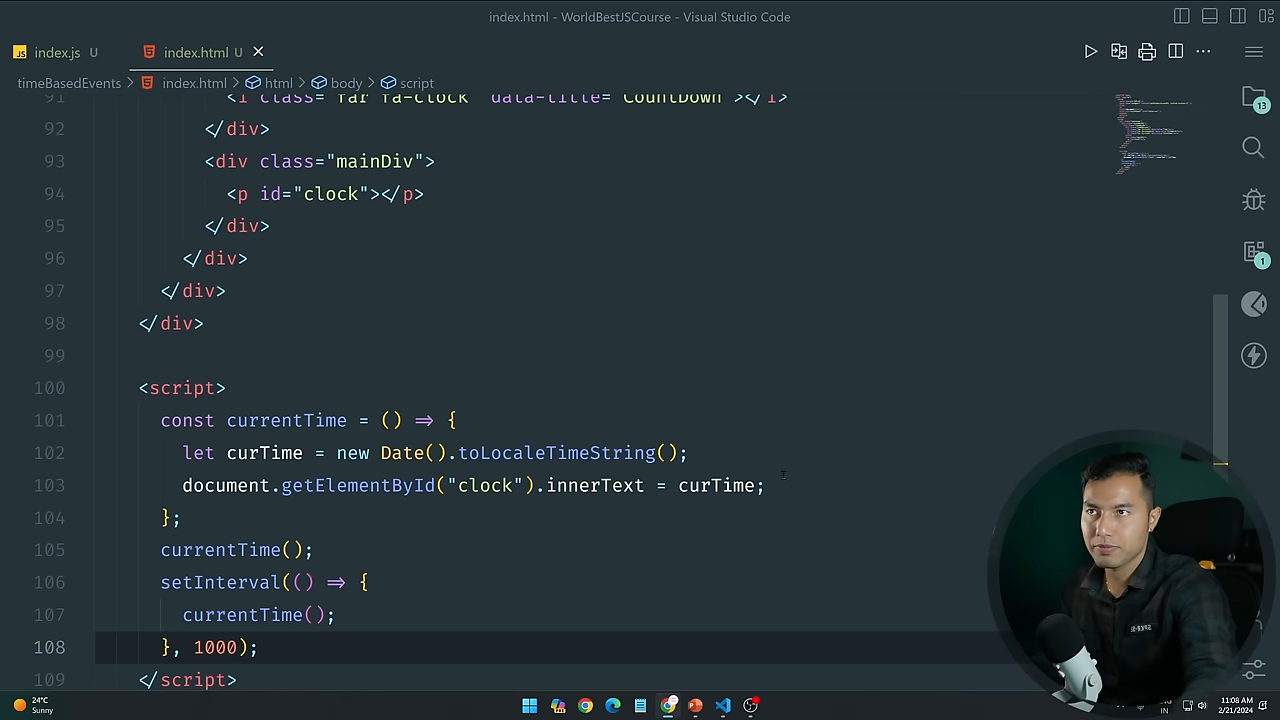 index.html - WorldBestJSCourse - Visual Studio Code
JS index.js U
index.html U
timeBasedEvents > index.html > html > body > script
91 <i class="far fa-clock" data-title="CountDown"></i>
92 </div>
93 <div class="mainDiv">
94 <p id="clock"></p>
95 </div>
96 </div>
97 </div>
98 </div>
99
100 <script>
101 const currentTime = () => {
102 let curTime = new Date().toLocaleTimeString();
103 document.getElementById("clock").innerText = curTime;
104 };
105 currentTime();
106 setInterval(() => {
107 currentTime();
108 }, 1000);
109 </script>
13
1
24°C
Sunny
IN
11:08 AM
2/21/2024